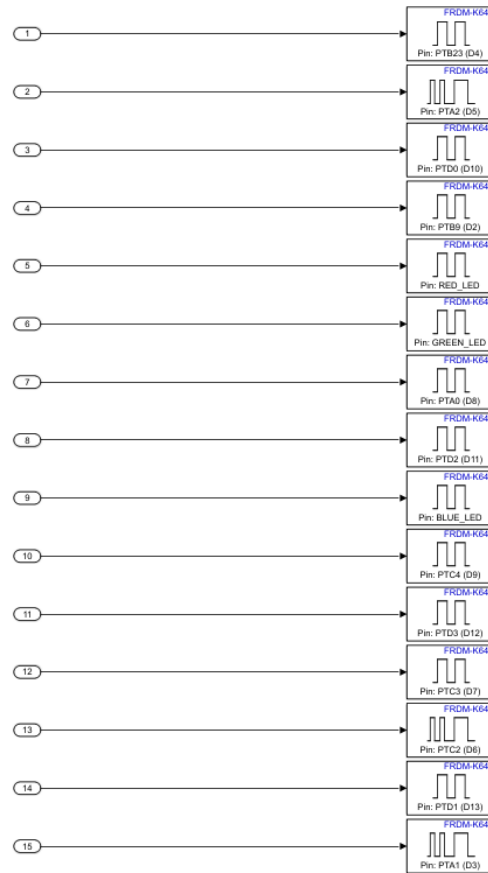 FRDM-K64
1
Pin: PTB23 (D4)
FRDM-K64
2
Pin: PTA2 (D5)
FRDM-K64
3
Pin: PTD0 (D10)
FRDM-K64
4
Pin: PTB9 (D2)
FRDM-K64
5
Pin: RED_LED
FRDM-K64
6
Pin: GREEN_LED
FRDM-K64
7
Pin: PTA0 (D8)
FRDM-K64
8
Pin: PTD2 (D11)
FRDM-K64
9
Pin: BLUE_LED
FRDM-K64
10
Pin: PTC4 (D9)
FRDM-K64
11
Pin: PTD3 (D12)
FRDM-K64
12
Pin: PTC3 (D7)
FRDM-K64
13
Pin: PTC2 (D6)
FRDM-K64
14
Pin: PTD1 (D13)
FRDM-K64
15
Pin: PTA1 (D3)